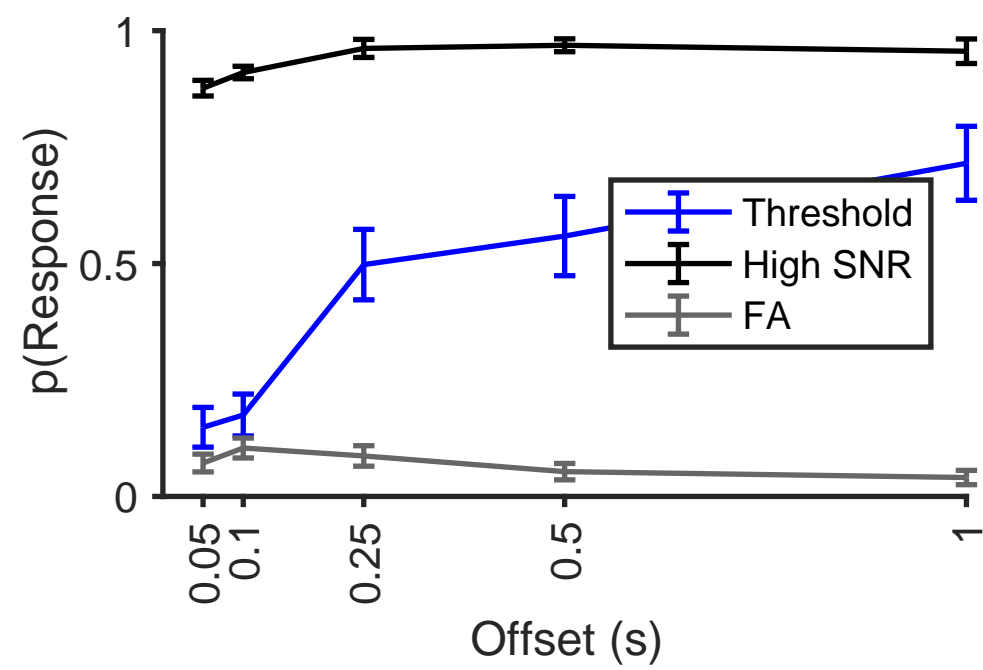 1
0.5
0
p(Response)
Threshold
High SNR
FA
0.05
0.1
0.25
0.5
1
Offset (s)